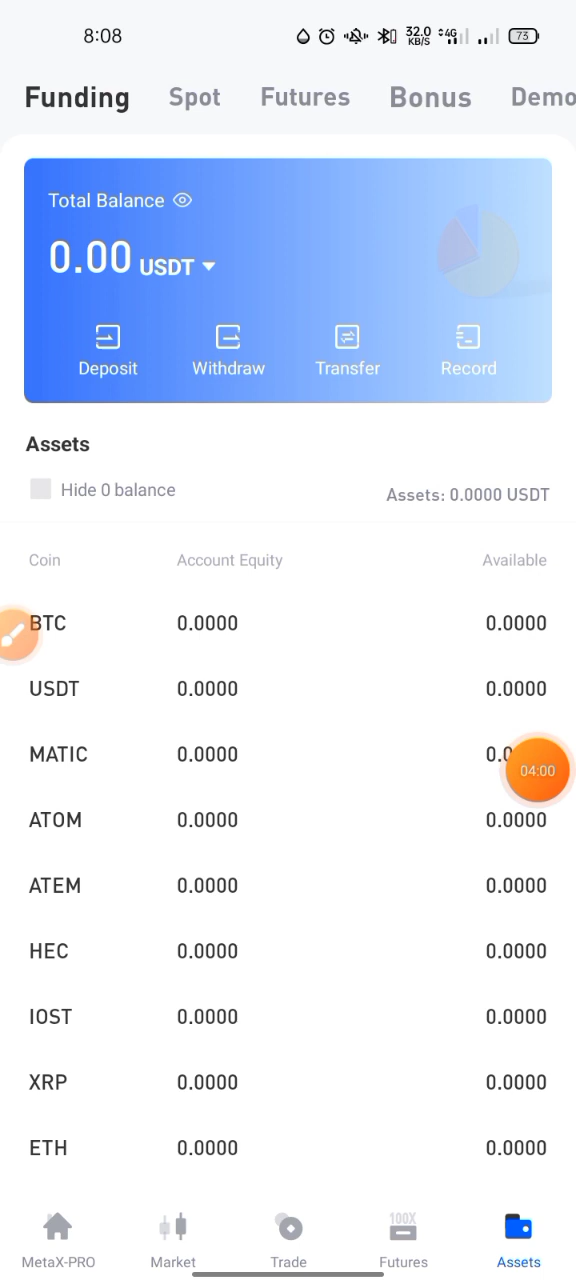 8:08
32.0 KB/S
4G
73
Funding Spot Futures Bonus Demo
Total Balance
0.00 USDT
Deposit Withdraw Transfer Record
Assets
Hide 0 balance
Assets: 0.0000 USDT
Coin Account Equity Available
BTC 0.0000 0.0000
USDT 0.0000 0.0000
MATIC 0.0000 0.0
04:00
ATOM 0.0000 0.0000
ATEM 0.0000 0.0000
HEC 0.0000 0.0000
IOST 0.0000 0.0000
XRP 0.0000 0.0000
ETH 0.0000 0.0000
100X
MetaX-PRO Market Trade Futures Assets